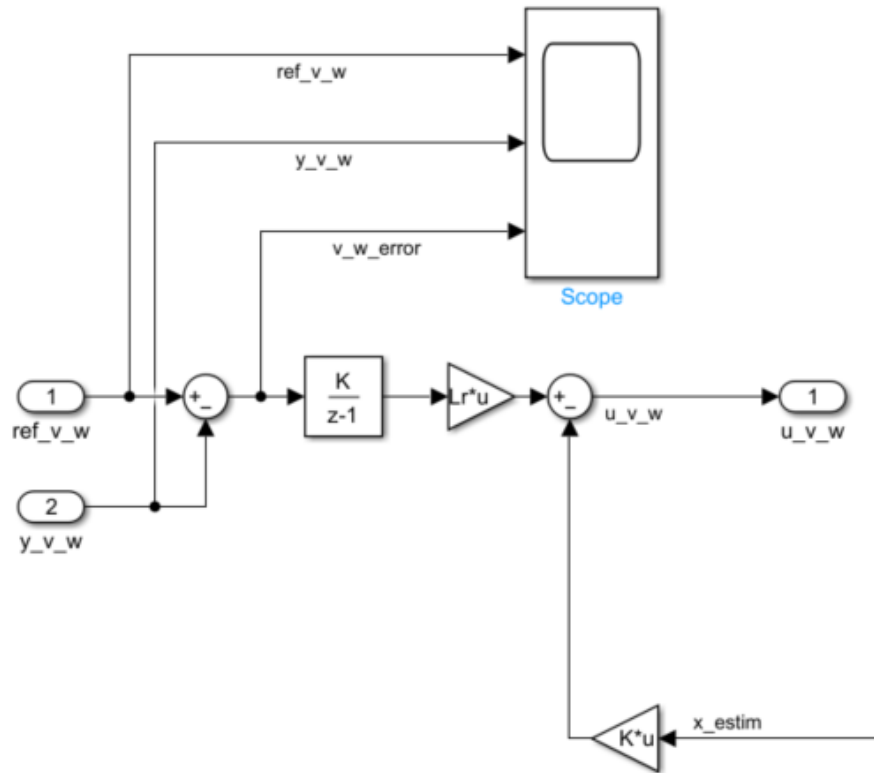 ref_v_w
y_v_w
v_w_error
Scope
1
ref_v_w
+
-
K
z-1
Lr*u
+
-
u_v_w
1
u_v_w
2
y_v_w
K*u
x_estim